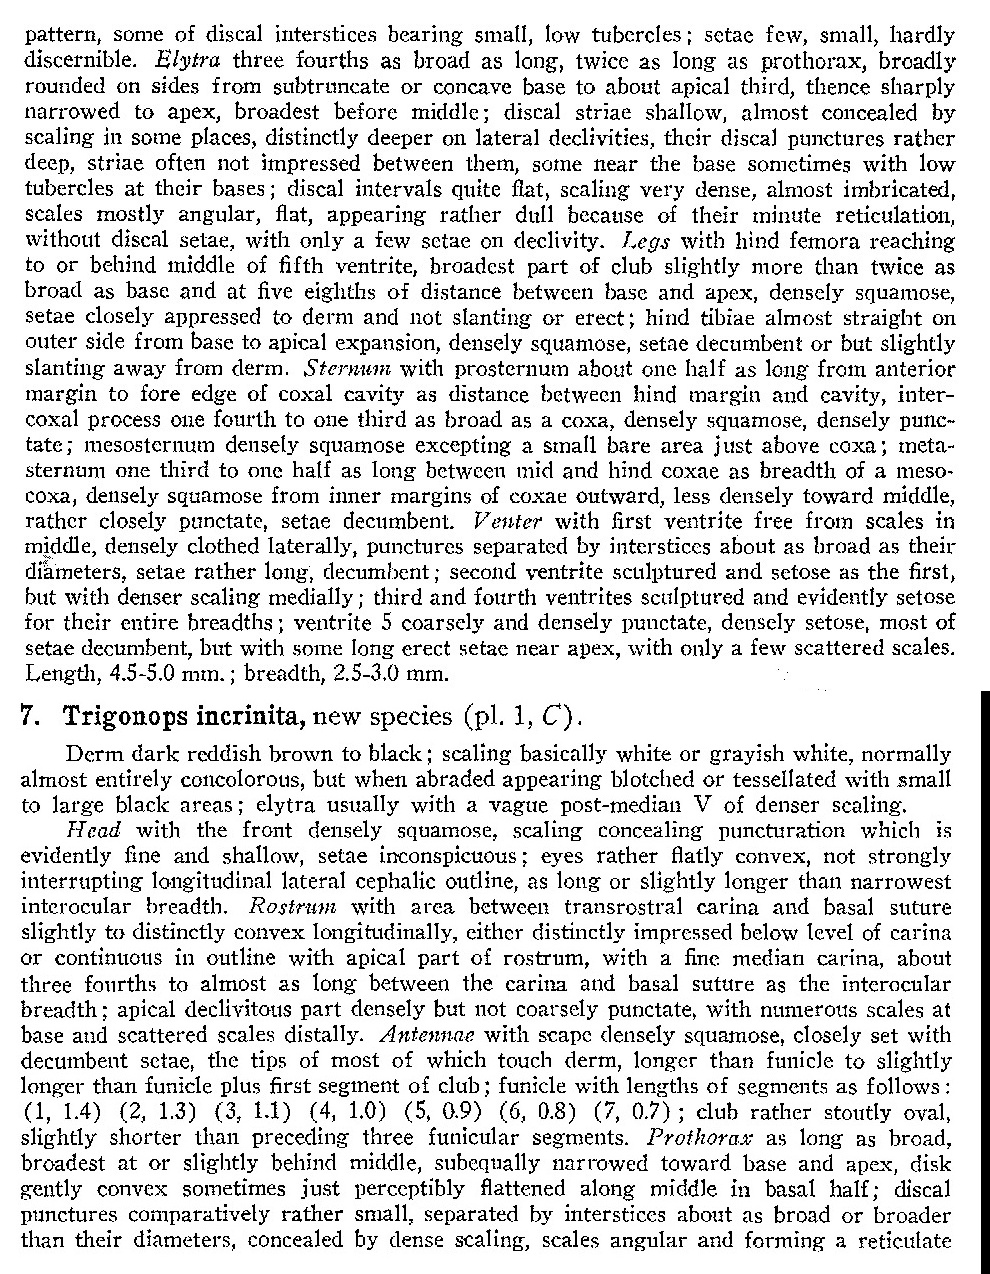 pattern, some of discal interstices bearing small, low tubercles; setae few, small, hardly
discernible. Elytra three fourths as broad as long, twice as long as prothorax, broadly
rounded on sides from subtruncate or concave base to about apical third, thence sharply
narrowed to apex, broadest before middle; discal striae shallow, almost concealed by
scaling in some places, distinctly deeper on lateral declivities, their discal punctures rather
deep, striae often not impressed between them, some near the base sometimes with low
tubercles at their bases; discal intervals quite flat, scaling very dense, almost imbricated,
scales mostly angular, flat, appearing rather dull because of their minute reticulation,
without discal setae, with only a few setae on declivity. Legs with hind femora reaching
to or behind middle of fifth ventrite, broadest part of club slightly more than twice as
broad as base and at five eighths of distance between base and apex, densely squamose,
setae closely appressed to derm and not slanting or erect; hind tibiae almost straight on
outer side from base to apical expansion, densely squamose, setae decumbent or but slightly
slanting away from derm. Sternum with prosternum about one half as long from anterior
margin to fore edge of coxal cavity as distance between hind margin and cavity, inter-
coxal process one fourth to one third as broad as a coxa, densely squamose, densely punc-
tate; mesosternum densely squamose excepting a small bare area just above coxa; meta-
sternum one third to one half as long between mid and hind coxae as breadth of a meso-
coxa, densely squamose from inner margins of coxae outward, less densely toward middle,
rather closely punctate, setae decumbent. Venter with first ventrite free from scales in
middle, densely clothed laterally, punctures separated by interstices about as broad as their
diameters, setae rather long, decumbent; second ventrite sculptured and setose as the first,
but with denser scaling medially; third and fourth ventrites sculptured and evidently setose
for their entire breadths; ventrite 5 coarsely and densely punctate, densely setose, most of
setae decumbent, but with some long erect setae near apex, with only a few scattered scales.
Length, 4.5-5.0 mm.; breadth, 2.5-3.0 mm.
7. Trigonops incrinita, new species (pl. 1, C).
Derm dark reddish brown to black; scaling basically white or grayish white, normally
almost entirely concolorous, but when abraded appearing blotched or tessellated with small
to large black areas; elytra usually with a vague post-median V of denser scaling.
Head with the front densely squamose, scaling concealing puncturation which is
evidently fine and shallow, setae inconspicuous; eyes rather flatly convex, not strongly
interrupting longitudinal lateral cephalic outline, as long or slightly longer than narrowest
interocular breadth. Rostrum with area between transrostral carina and basal suture
slightly to distinctly convex longitudinally, either distinctly impressed below level of carina
or continuous in outline with apical part of rostrum, with a fine median carina, about
three fourths to almost as long between the carina and basal suture as the interocular
breadth; apical declivitous part densely but not coarsely punctate, with numerous scales at
base and scattered scales distally. Antennae with scape densely squamose, closely set with
decumbent setae, the tips of most of which touch derm, longer than funicle to slightly
longer than funicle plus first segment of club; funicle with lengths of segments as follows:
(1, 1.4) (2, 1.3) (3, 1.1) (4, 1.0) (5, 0.9) (6, 0.8) (7, 0.7); club rather stoutly oval,
slightly shorter than preceding three funicular segments. Prothorax as long as broad,
broadest at or slightly behind middle, subequally narrowed toward base and apex, disk
gently convex sometimes just perceptibly flattened along middle in basal half; discal
punctures comparatively rather small, separated by interstices about as broad or broader
than their diameters, concealed by dense scaling, scales angular and forming a reticulate